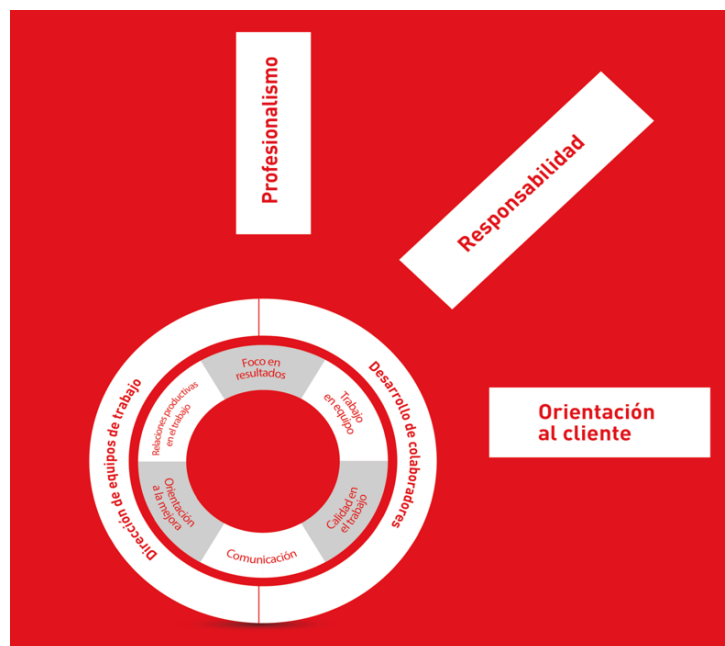 Profesionalismo
Responsabilidad
Orientación
al cliente
Dirección de equipos de trabajo
Desarrollo de colaboradores
Foco en
resultados
Trabajo
en equipo
Calidad en
el trabajo
Comunicación
Orientación
a la mejora
Relaciones productivas
en el trabajo